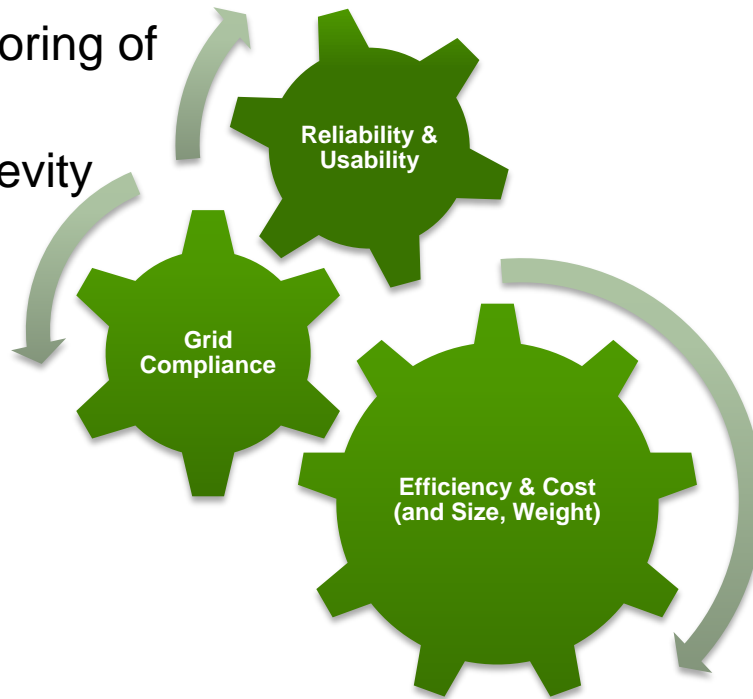 oring of
evity
Reliability &
Usability
Grid
Compliance
Efficiency & Cost
(and Size, Weight)